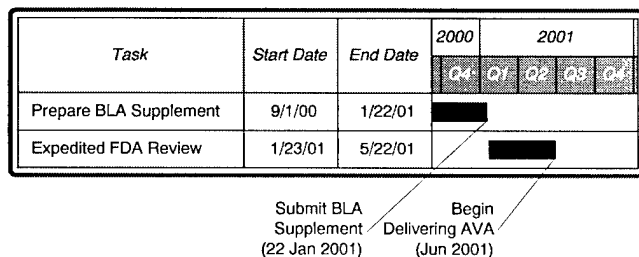 Task Start Date End Date 2000 2001
Q4 Q1 Q2 Q3 Q4
Prepare BLA Supplement 9/1/00 1/22/01
Expedited FDA Review 1/23/01 5/22/01
Submit BLA
Supplement
(22 Jan 2001)
Begin
Delivering AVA
(Jun 2001)